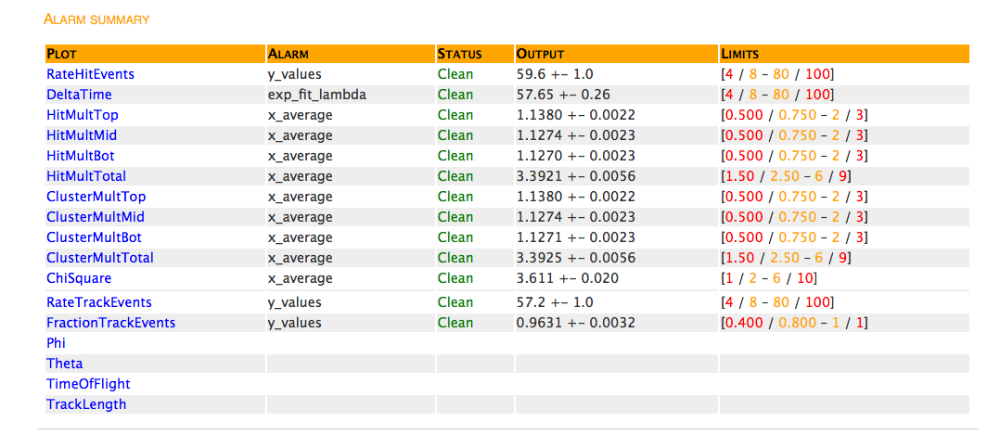 Alarm summary
Plot Alarm Status Output Limits
RateHitEvents y_values Clean 59.6 +- 1.0 [4 / 8 - 80 / 100]
DeltaTime exp_fit_lambda Clean 57.65 +- 0.26 [4 / 8 - 80 / 100]
HitMultTop x_average Clean 1.1380 +- 0.0022 [0.500 / 0.750 - 2 / 3]
HitMultMid x_average Clean 1.1274 +- 0.0023 [0.500 / 0.750 - 2 / 3]
HitMultBot x_average Clean 1.1270 +- 0.0023 [0.500 / 0.750 - 2 / 3]
HitMultTotal x_average Clean 3.3921 +- 0.0056 [1.50 / 2.50 - 6 / 9]
ClusterMultTop x_average Clean 1.1380 +- 0.0022 [0.500 / 0.750 - 2 / 3]
ClusterMultMid x_average Clean 1.1274 +- 0.0023 [0.500 / 0.750 - 2 / 3]
ClusterMultBot x_average Clean 1.1271 +- 0.0023 [0.500 / 0.750 - 2 / 3]
ClusterMultTotal x_average Clean 3.3925 +- 0.0056 [1.50 / 2.50 - 6 / 9]
ChiSquare x_average Clean 3.611 +- 0.020 [1 / 2 - 6 / 10]
RateTrackEvents y_values Clean 57.2 +- 1.0 [4 / 8 - 80 / 100]
FractionTrackEvents y_values Clean 0.9631 +- 0.0032 [0.400 / 0.800 - 1 / 1]
Phi
Theta
TimeOfFlight
TrackLength